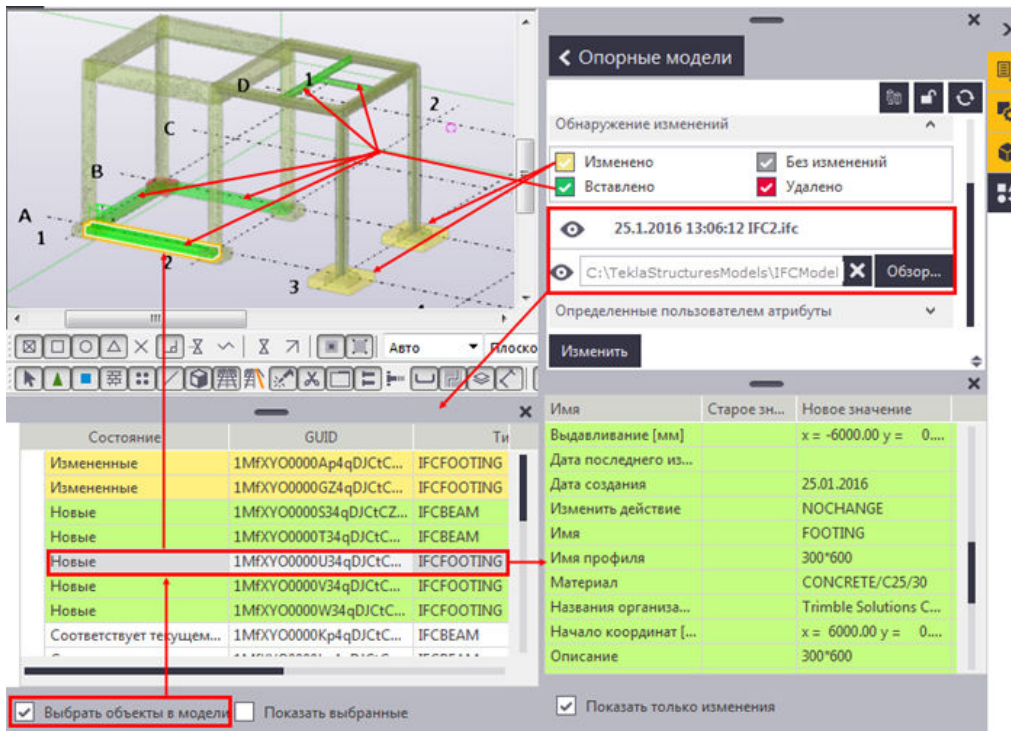 D
1
2
C
B
A
1
2
3
Авто
Плоско
Опорные модели
Обнаружение изменений
Изменено
Без изменений
Вставлено
Удалено
25.1.2016 13:06:12 IFC2.ifc
C:\TeklaStructuresModels\IFCModel
Обзор...
Определенные пользователем атрибуты
Изменить
Состояние GUID Ти
Измененные 1MfXYO0000Ap4qDJCtC... IFCFOOTING
Измененные 1MfXYO0000GZ4qDJCtC... IFCFOOTING
Новые 1MfXYO0000S34qDJCtCZ... IFCBEAM
Новые 1MfXYO0000T34qDJCtC... IFCBEAM
Новые 1MfXYO0000U34qDJCtC... IFCFOOTING
Новые 1MfXYO0000V34qDJCtC... IFCFOOTING
Новые 1MfXYO0000W34qDJCtC... IFCFOOTING
Соответствует текущем... 1MfXYO0000Kp4qDJCtC... IFCBEAM
Выбрать объекты в модели
Показать выбранные
Имя Старое зн... Новое значение
Выдавливание [мм] x = -6000.00 y = 0....
Дата последнего из...
Дата создания 25.01.2016
Изменить действие NOCHANGE
Имя FOOTING
Имя профиля 300*600
Материал CONCRETE/C25/30
Названия организа... Trimble Solutions C...
Начало координат [... x = 6000.00 y = 0....
Описание 300*600
Показать только изменения